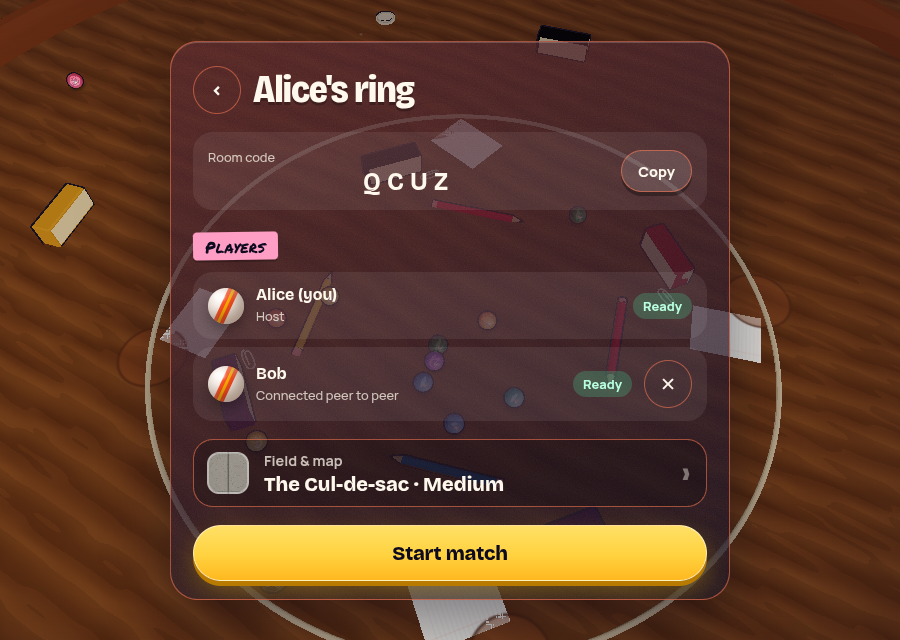 Alice's ring
Room code
QCUZ
Copy
Players
Alice (you)
Host
Ready
Bob
Connected peer to peer
Ready
Field & map
The Cul-de-sac · Medium
Start match